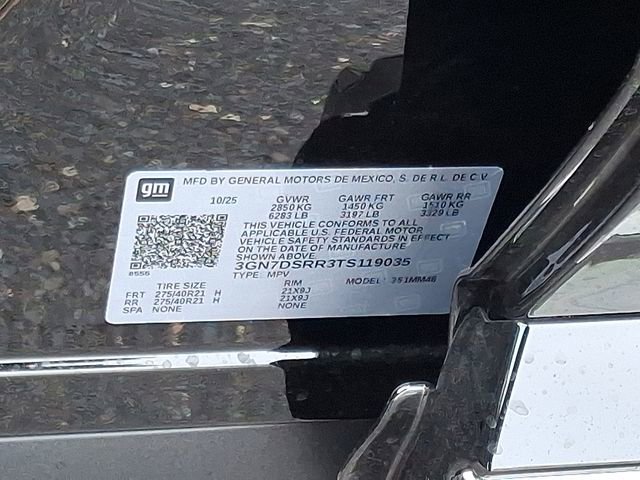 gm
MFD BY GENERAL MOTORS DE MEXICO, S. DE R.L. DE C.V.
10/25 GVWR GAWR FRT GAWR RR
2850 KG 1450 KG 1510 KG
6283 LB 3197 LB 3329 LB
THIS VEHICLE CONFORMS TO ALL
APPLICABLE U.S. FEDERAL MOTOR
VEHICLE SAFETY STANDARDS IN EFFECT
ON THE DATE OF MANUFACTURE
SHOWN ABOVE.
3GN7DSRR3TS119035
8556
TYPE: MPV MODEL: 351MM46
TIRE SIZE RIM
FRT 275/40R21 H 21X9J
RR 275/40R21 H 21X9J
SPA NONE NONE